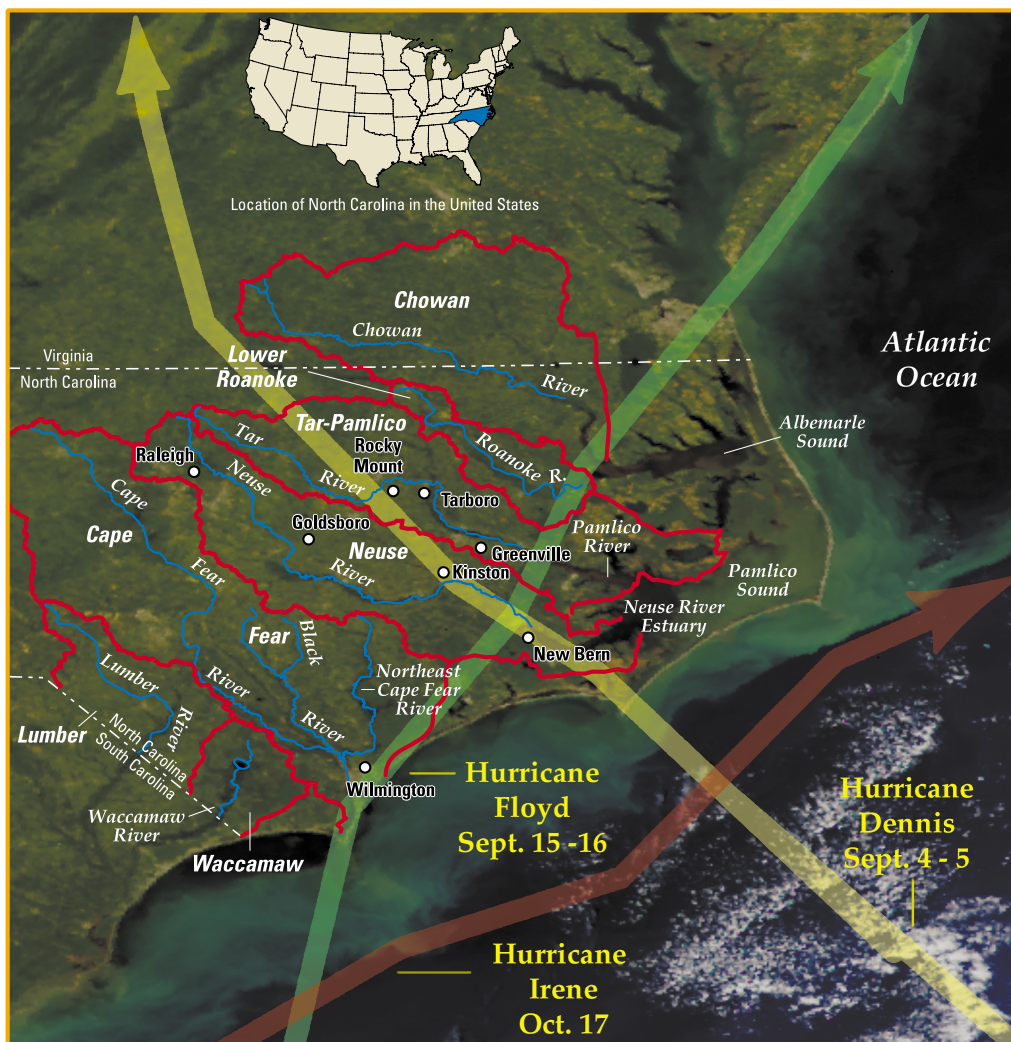 Location of North Carolina in the United States
Chowan
Chowan
River
Virginia
North Carolina
Lower
Roanoke
Atlantic
Ocean
Albemarle
Sound
Tar-Pamlico
Rocky
Mount
Tar
River
Roanoke R.
Raleigh
Neuse
River
Tarboro
Goldsboro
Neuse
Greenville
Kinston
Pamlico
River
Pamlico
Sound
Neuse River
Estuary
New Bern
Cape
Fear
River
Cape
Fear
Black
River
Northeast
Cape Fear
River
Lumber
River
Lumber
North Carolina
South Carolina
Wilmington
Waccamaw
River
Waccamaw
Hurricane
Floyd
Sept. 15 -16
Hurricane
Dennis
Sept. 4 - 5
Hurricane
Irene
Oct. 17